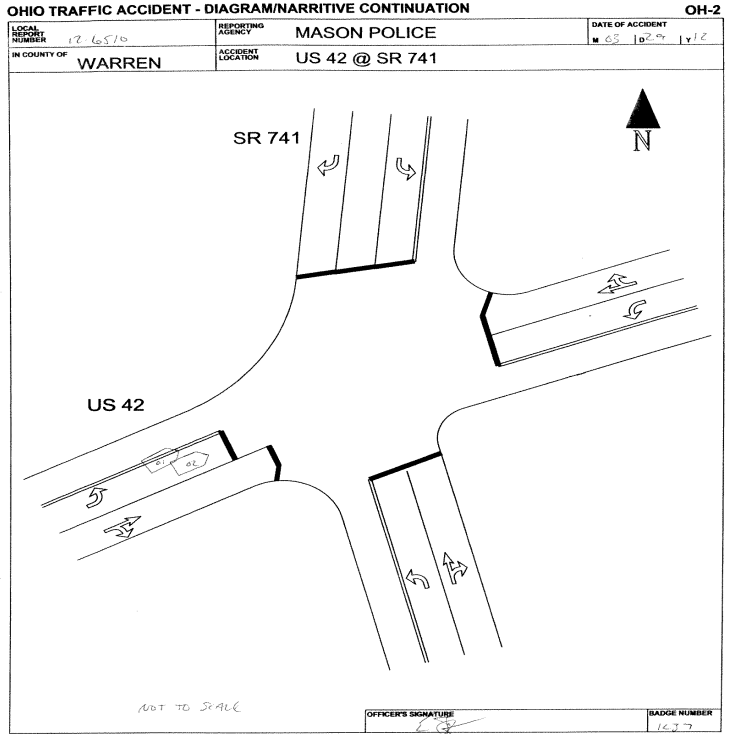 OHIO TRAFFIC ACCIDENT - DIAGRAM/NARRITIVE CONTINUATION OH-2
LOCAL REPORT NUMBER 12-6510 REPORTING AGENCY MASON POLICE DATE OF ACCIDENT M 03 D 29 Y 12
IN COUNTY OF WARREN ACCIDENT LOCATION US 42 @ SR 741
SR 741
N
US 42
01 02
NOT TO SCALE
OFFICER'S SIGNATURE BADGE NUMBER
1K37